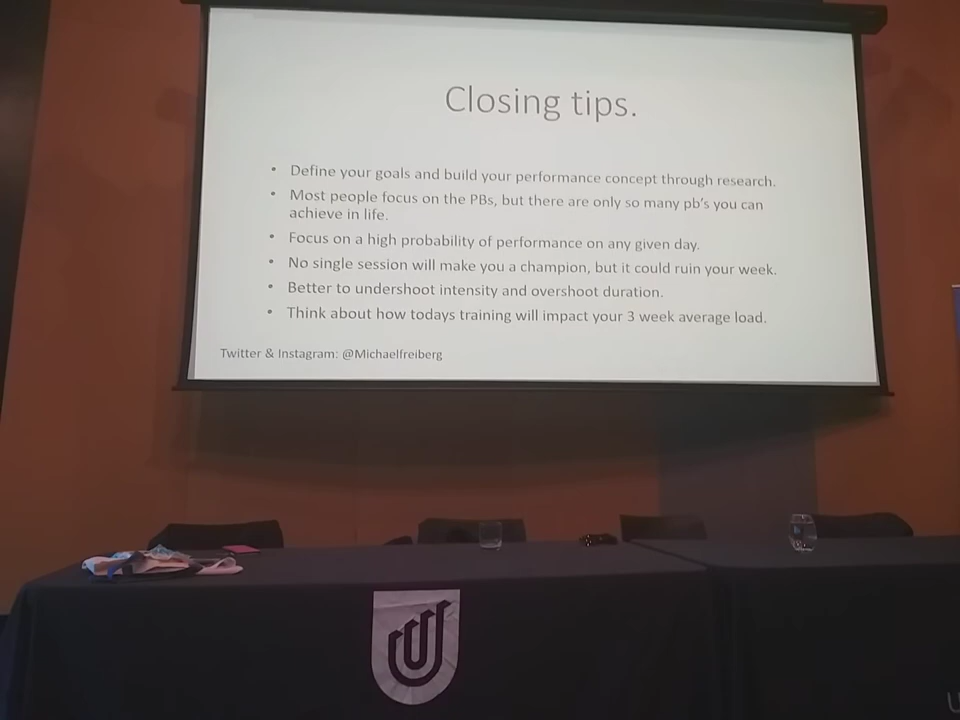 Closing tips.
• Define your goals and build your performance concept through research.
• Most people focus on the PBs, but there are only so many pb's you can
achieve in life.
• Focus on a high probability of performance on any given day.
• No single session will make you a champion, but it could ruin your week.
• Better to undershoot intensity and overshoot duration.
• Think about how todays training will impact your 3 week average load.
Twitter & Instagram: @Michaelfreiberg